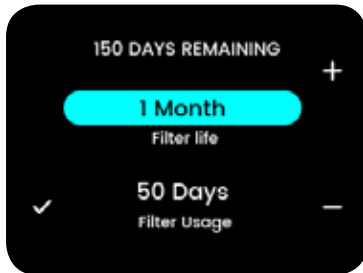 150 DAYS REMAINING
+
1 Month
Filter life
50 Days
Filter Usage
−